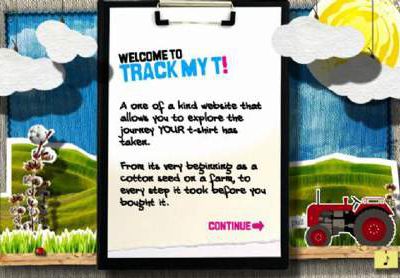 WELCOME TO
TRACK MY T!
A one of a kind website that
allows you to explore the
journey YOUR t-shirt has
taken.
From its very beginning as a
cotton seed on a farm, to
every step it took before you
bought it.
CONTINUE